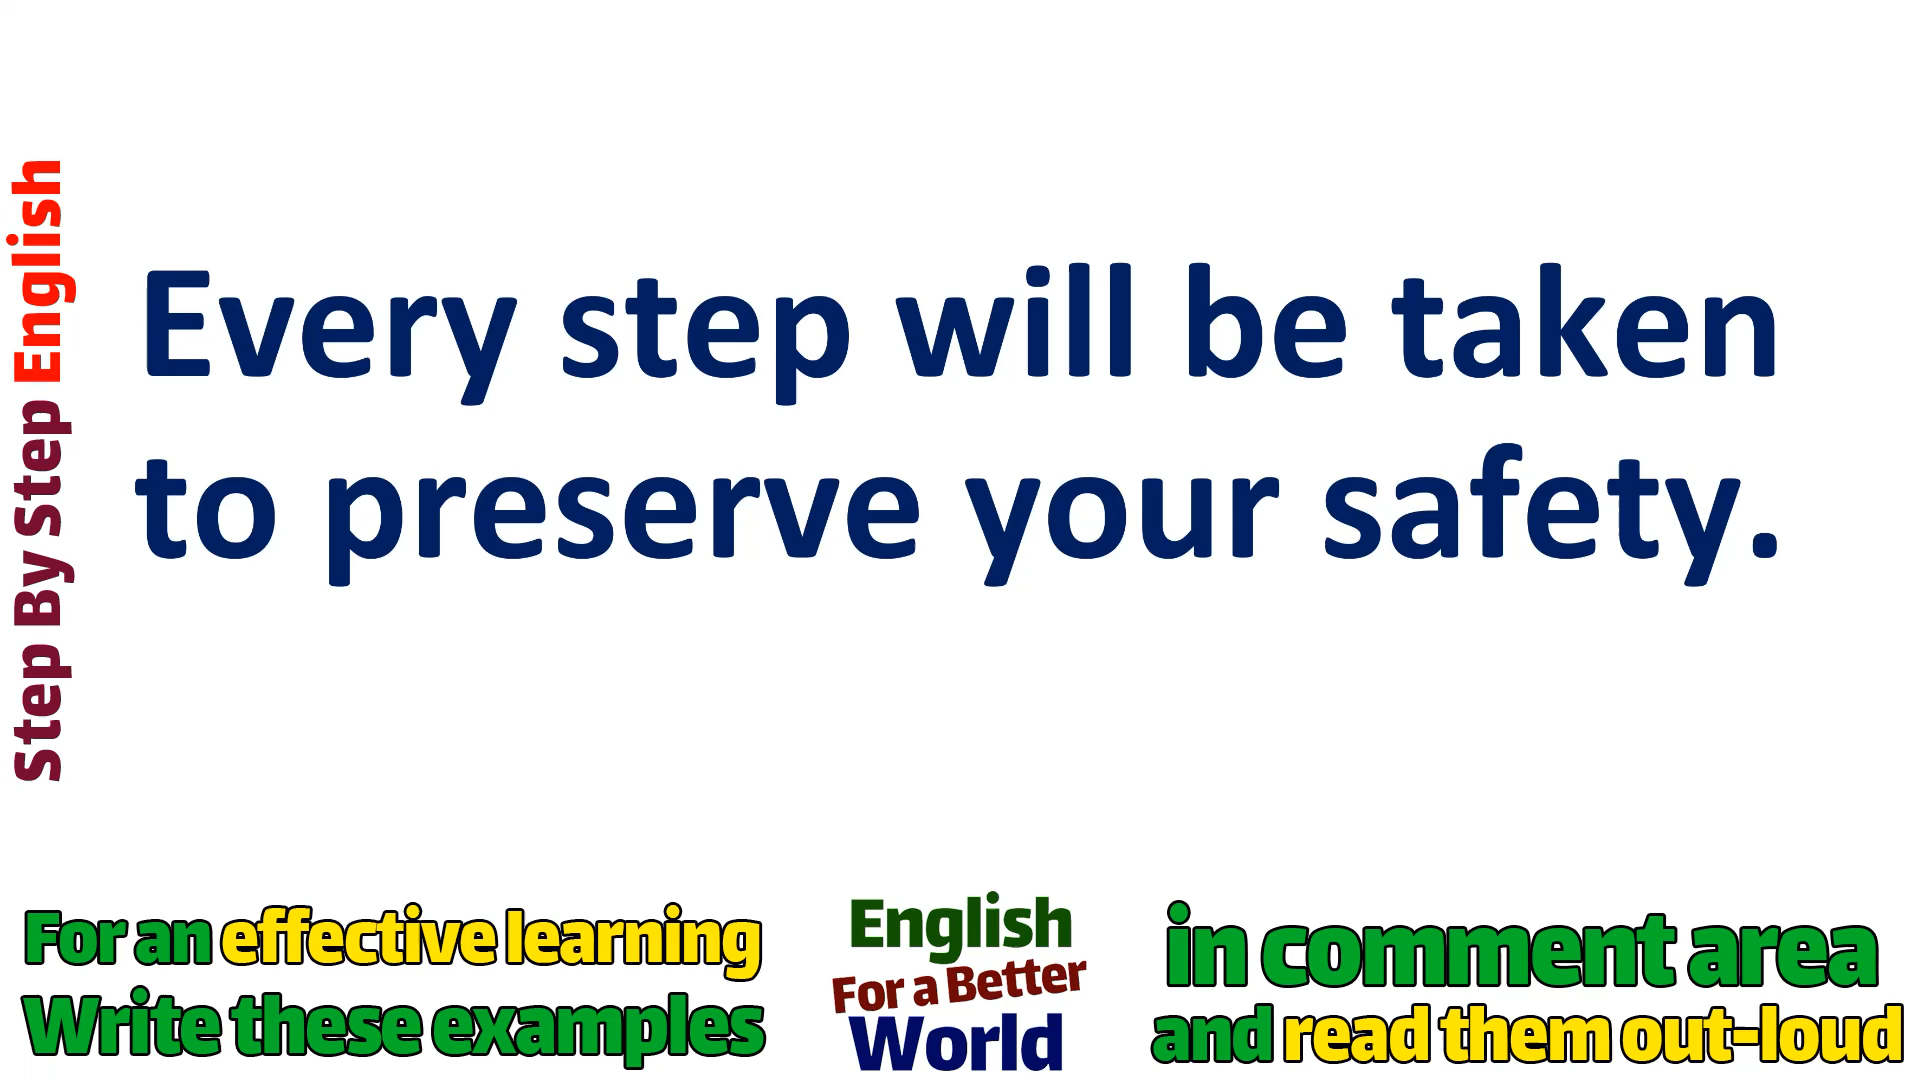 Step By Step English
Every step will be taken
to preserve your safety.
For an effective learning
Write these examples
English
For a Better
World
in comment area
and read them out-loud